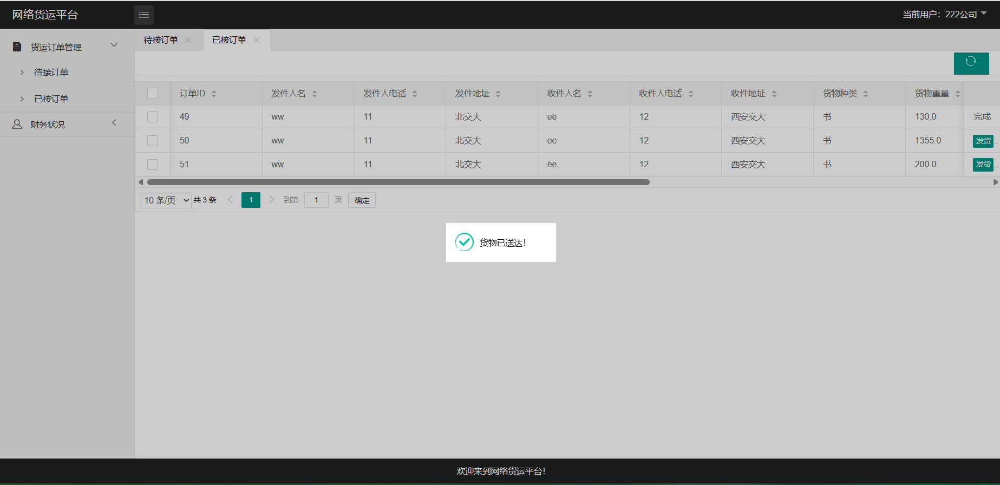 网络货运平台
当前用户：222公司
货运订单管理
待接订单
已接订单
财务状况
待接订单 已接订单
订单ID 发件人名 发件人电话 发件地址 收件人名 收件人电话 收件地址 货物种类 货物重量
49 ww 11 北交大 ee 12 西安交大 书 130.0 完成
50 ww 11 北交大 ee 12 西安交大 书 1355.0 发货 ..
51 ww 11 北交大 ee 12 西安交大 书 200.0 发货 ..
10 条/页 共 3 条 1 到第 1 页 确定
货物已送达！
欢迎来到网络货运平台！